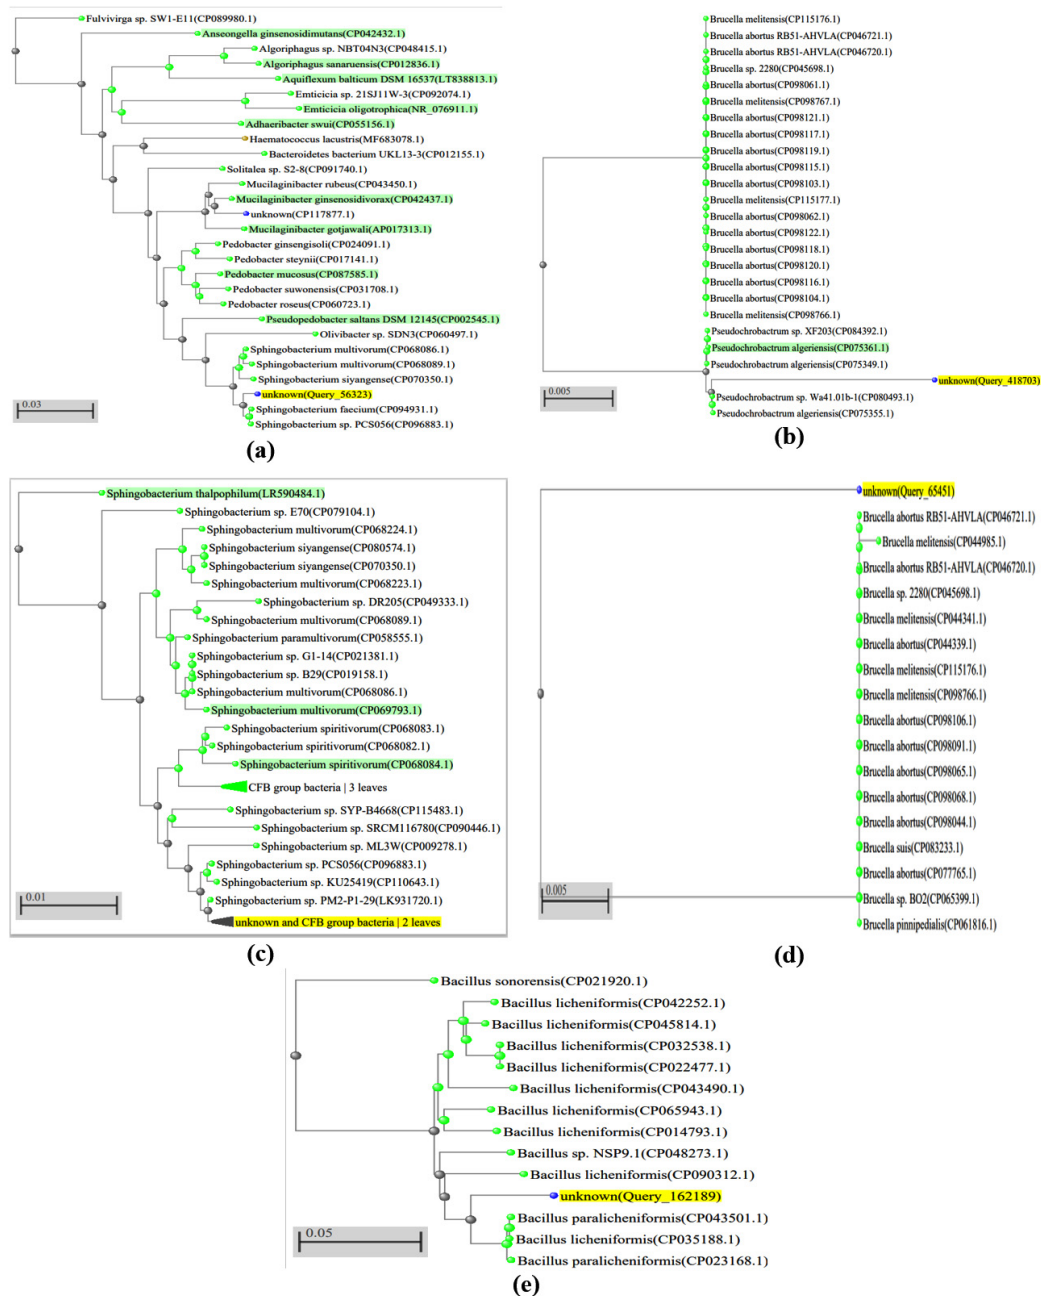 Fulvivirga sp. SW1-E11(CP089980.1)
Anseongella ginsenosidimutans(CP042432.1)
Algoriphagus sp. NBT04N3(CP048415.1)
Algoriphagus sanaruensis(CP012836.1)
Aquiflexum balticum DSM 16537(LT838813.1)
Emticicia sp. 21SJ11W-3(CP092074.1)
Emticicia oligotrophica(NR_076911.1)
Adhaeribacter swui(CP055156.1)
Haematococcus lacustris(MF683078.1)
Bacteroidetes bacterium UKL13-3(CP012155.1)
Solitalea sp. S2-8(CP091740.1)
Mucilaginibacter rubeus(CP043450.1)
Mucilaginibacter ginsenosidivorax(CP042437.1)
unknown(CP117877.1)
Mucilaginibacter gotjawali(AP017313.1)
Pedobacter ginsengisoli(CP024091.1)
Pedobacter steynii(CP017141.1)
Pedobacter mucosus(CP087585.1)
Pedobacter suwonensis(CP031708.1)
Pedobacter roseus(CP060723.1)
Pseudopedobacter saltans DSM 12145(CP002545.1)
Olivibacter sp. SDN3(CP060497.1)
Sphingobacterium multivorum(CP068086.1)
Sphingobacterium multivorum(CP068089.1)
Sphingobacterium siyangense(CP070350.1)
unknown(Query_56323)
Sphingobacterium faecium(CP094931.1)
Sphingobacterium sp. PCS056(CP096883.1)
0.03
(a)
Brucella melitensis(CP115176.1)
Brucella abortus RB51-AHVLA(CP046721.1)
Brucella abortus RB51-AHVLA(CP046720.1)
Brucella sp. 2280(CP045698.1)
Brucella abortus(CP098061.1)
Brucella melitensis(CP098767.1)
Brucella abortus(CP098121.1)
Brucella abortus(CP098117.1)
Brucella abortus(CP098119.1)
Brucella abortus(CP098115.1)
Brucella abortus(CP098103.1)
Brucella melitensis(CP115177.1)
Brucella abortus(CP098062.1)
Brucella abortus(CP098122.1)
Brucella abortus(CP098118.1)
Brucella abortus(CP098120.1)
Brucella abortus(CP098116.1)
Brucella abortus(CP098104.1)
Brucella melitensis(CP098766.1)
Pseudochrobactrum sp. XF203(CP084392.1)
Pseudochrobactrum algeriensis(CP075361.1)
Pseudochrobactrum algeriensis(CP075349.1)
unknown(Query_418703)
Pseudochrobactrum sp. Wa41.01b-1(CP080493.1)
Pseudochrobactrum algeriensis(CP075355.1)
0.005
(b)
Sphingobacterium thalpophilum(LR590484.1)
Sphingobacterium sp. E70(CP079104.1)
Sphingobacterium multivorum(CP068224.1)
Sphingobacterium siyangense(CP080574.1)
Sphingobacterium siyangense(CP070350.1)
Sphingobacterium multivorum(CP068223.1)
Sphingobacterium sp. DR205(CP049333.1)
Sphingobacterium multivorum(CP068089.1)
Sphingobacterium paramultivorum(CP058555.1)
Sphingobacterium sp. G1-14(CP021381.1)
Sphingobacterium sp. B29(CP019158.1)
Sphingobacterium multivorum(CP068086.1)
Sphingobacterium multivorum(CP069793.1)
Sphingobacterium spiritivorum(CP068083.1)
Sphingobacterium spiritivorum(CP068082.1)
Sphingobacterium spiritivorum(CP068084.1)
CFB group bacteria | 3 leaves
Sphingobacterium sp. SYP-B4668(CP115483.1)
Sphingobacterium sp. SRCM116780(CP090446.1)
Sphingobacterium sp. ML3W(CP009278.1)
Sphingobacterium sp. PCS056(CP096883.1)
Sphingobacterium sp. KU25419(CP110643.1)
Sphingobacterium sp. PM2-P1-29(LK931720.1)
unknown and CFB group bacteria | 2 leaves
0.01
(c)
unknown(Query_65451)
Brucella abortus RB51-AHVLA(CP046721.1)
Brucella melitensis(CP044985.1)
Brucella abortus RB51-AHVLA(CP046720.1)
Brucella sp. 2280(CP045698.1)
Brucella melitensis(CP044341.1)
Brucella abortus(CP044339.1)
Brucella melitensis(CP115176.1)
Brucella melitensis(CP098766.1)
Brucella abortus(CP098106.1)
Brucella abortus(CP098091.1)
Brucella abortus(CP098065.1)
Brucella abortus(CP098068.1)
Brucella abortus(CP098044.1)
Brucella suis(CP083233.1)
Brucella abortus(CP077765.1)
Brucella sp. BO2(CP065399.1)
Brucella pinnipedialis(CP061816.1)
0.005
(d)
Bacillus sonorensis(CP021920.1)
Bacillus licheniformis(CP042252.1)
Bacillus licheniformis(CP045814.1)
Bacillus licheniformis(CP032538.1)
Bacillus licheniformis(CP022477.1)
Bacillus licheniformis(CP043490.1)
Bacillus licheniformis(CP065943.1)
Bacillus licheniformis(CP014793.1)
Bacillus sp. NSP9.1(CP048273.1)
Bacillus licheniformis(CP090312.1)
unknown(Query_162189)
Bacillus paralicheniformis(CP043501.1)
Bacillus licheniformis(CP035188.1)
Bacillus paralicheniformis(CP023168.1)
0.05
(e)